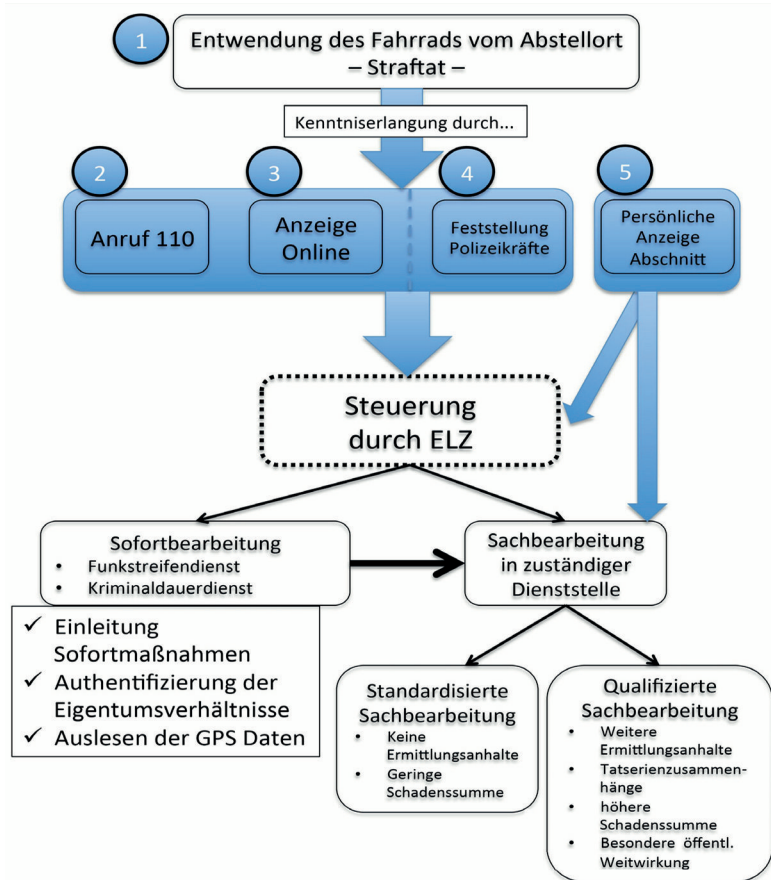 1
Entwendung des Fahrrads vom Abstellort
– Straftat –
Kenntniserlangung durch...
2
Anruf 110
3
Anzeige
Online
4
Feststellung
Polizeikräfte
5
Persönliche
Anzeige
Abschnitt
Steuerung
durch ELZ
Sofortbearbeitung
• Funkstreifendienst
• Kriminaldauerdienst
✓ Einleitung
Sofortmaßnahmen
✓ Authentifizierung der
Eigentumsverhältnisse
✓ Auslesen der GPS Daten
Sachbearbeitung
in zuständiger
Dienststelle
Standardisierte
Sachbearbeitung
• Keine
Ermittlungsanhalte
• Geringe
Schadenssumme
Qualifizierte
Sachbearbeitung
• Weitere
Ermittlungsanhalte
• Tatserienzusammen-
hänge
• höhere
Schadenssumme
• Besondere öffentl.
Weitwirkung